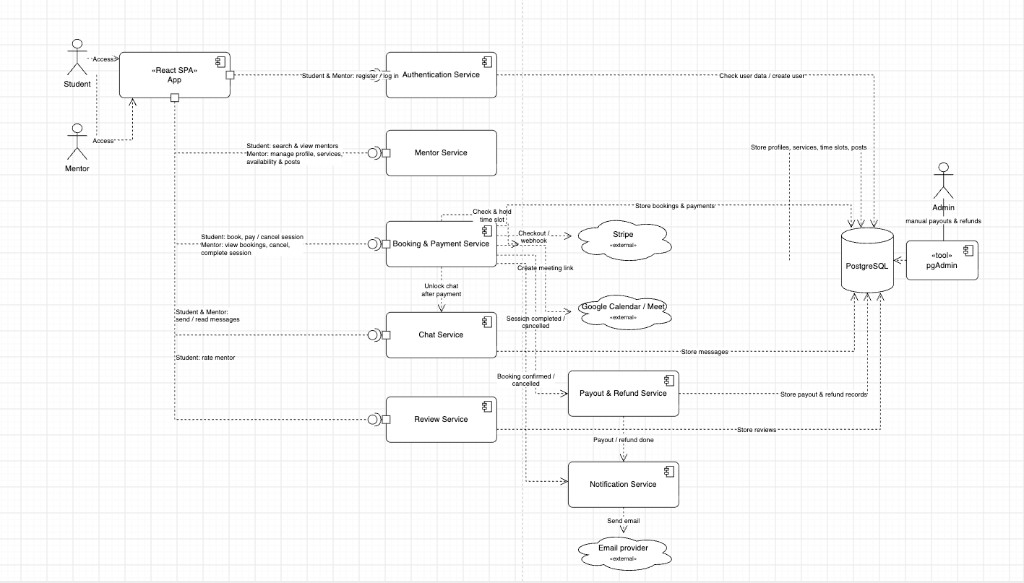 Access
Student
Access
Mentor
«React SPA»
App
Student & Mentor: register / log in
Authentication Service
Check user data / create user
Student: search & view mentors
Mentor: manage profile, services,
availability & posts
Mentor Service
Store profiles, services, time slots, posts
Admin
manual payouts & refunds
«tool»
pgAdmin
PostgreSQL
Check & hold
time slot
Store bookings & payments
Student: book, pay / cancel session
Mentor: view bookings, cancel,
complete session
Booking & Payment Service
Checkout /
webhook
Stripe
«external»
Create meeting link
Unlock chat
after payment
Google Calendar / Meet
«external»
Session completed /
cancelled
Student & Mentor:
send / read messages
Chat Service
Store messages
Student: rate mentor
Booking confirmed /
cancelled
Payout & Refund Service
Store payout & refund records
Review Service
Store reviews
Payout / refund done
Notification Service
Send email
Email provider
«external»